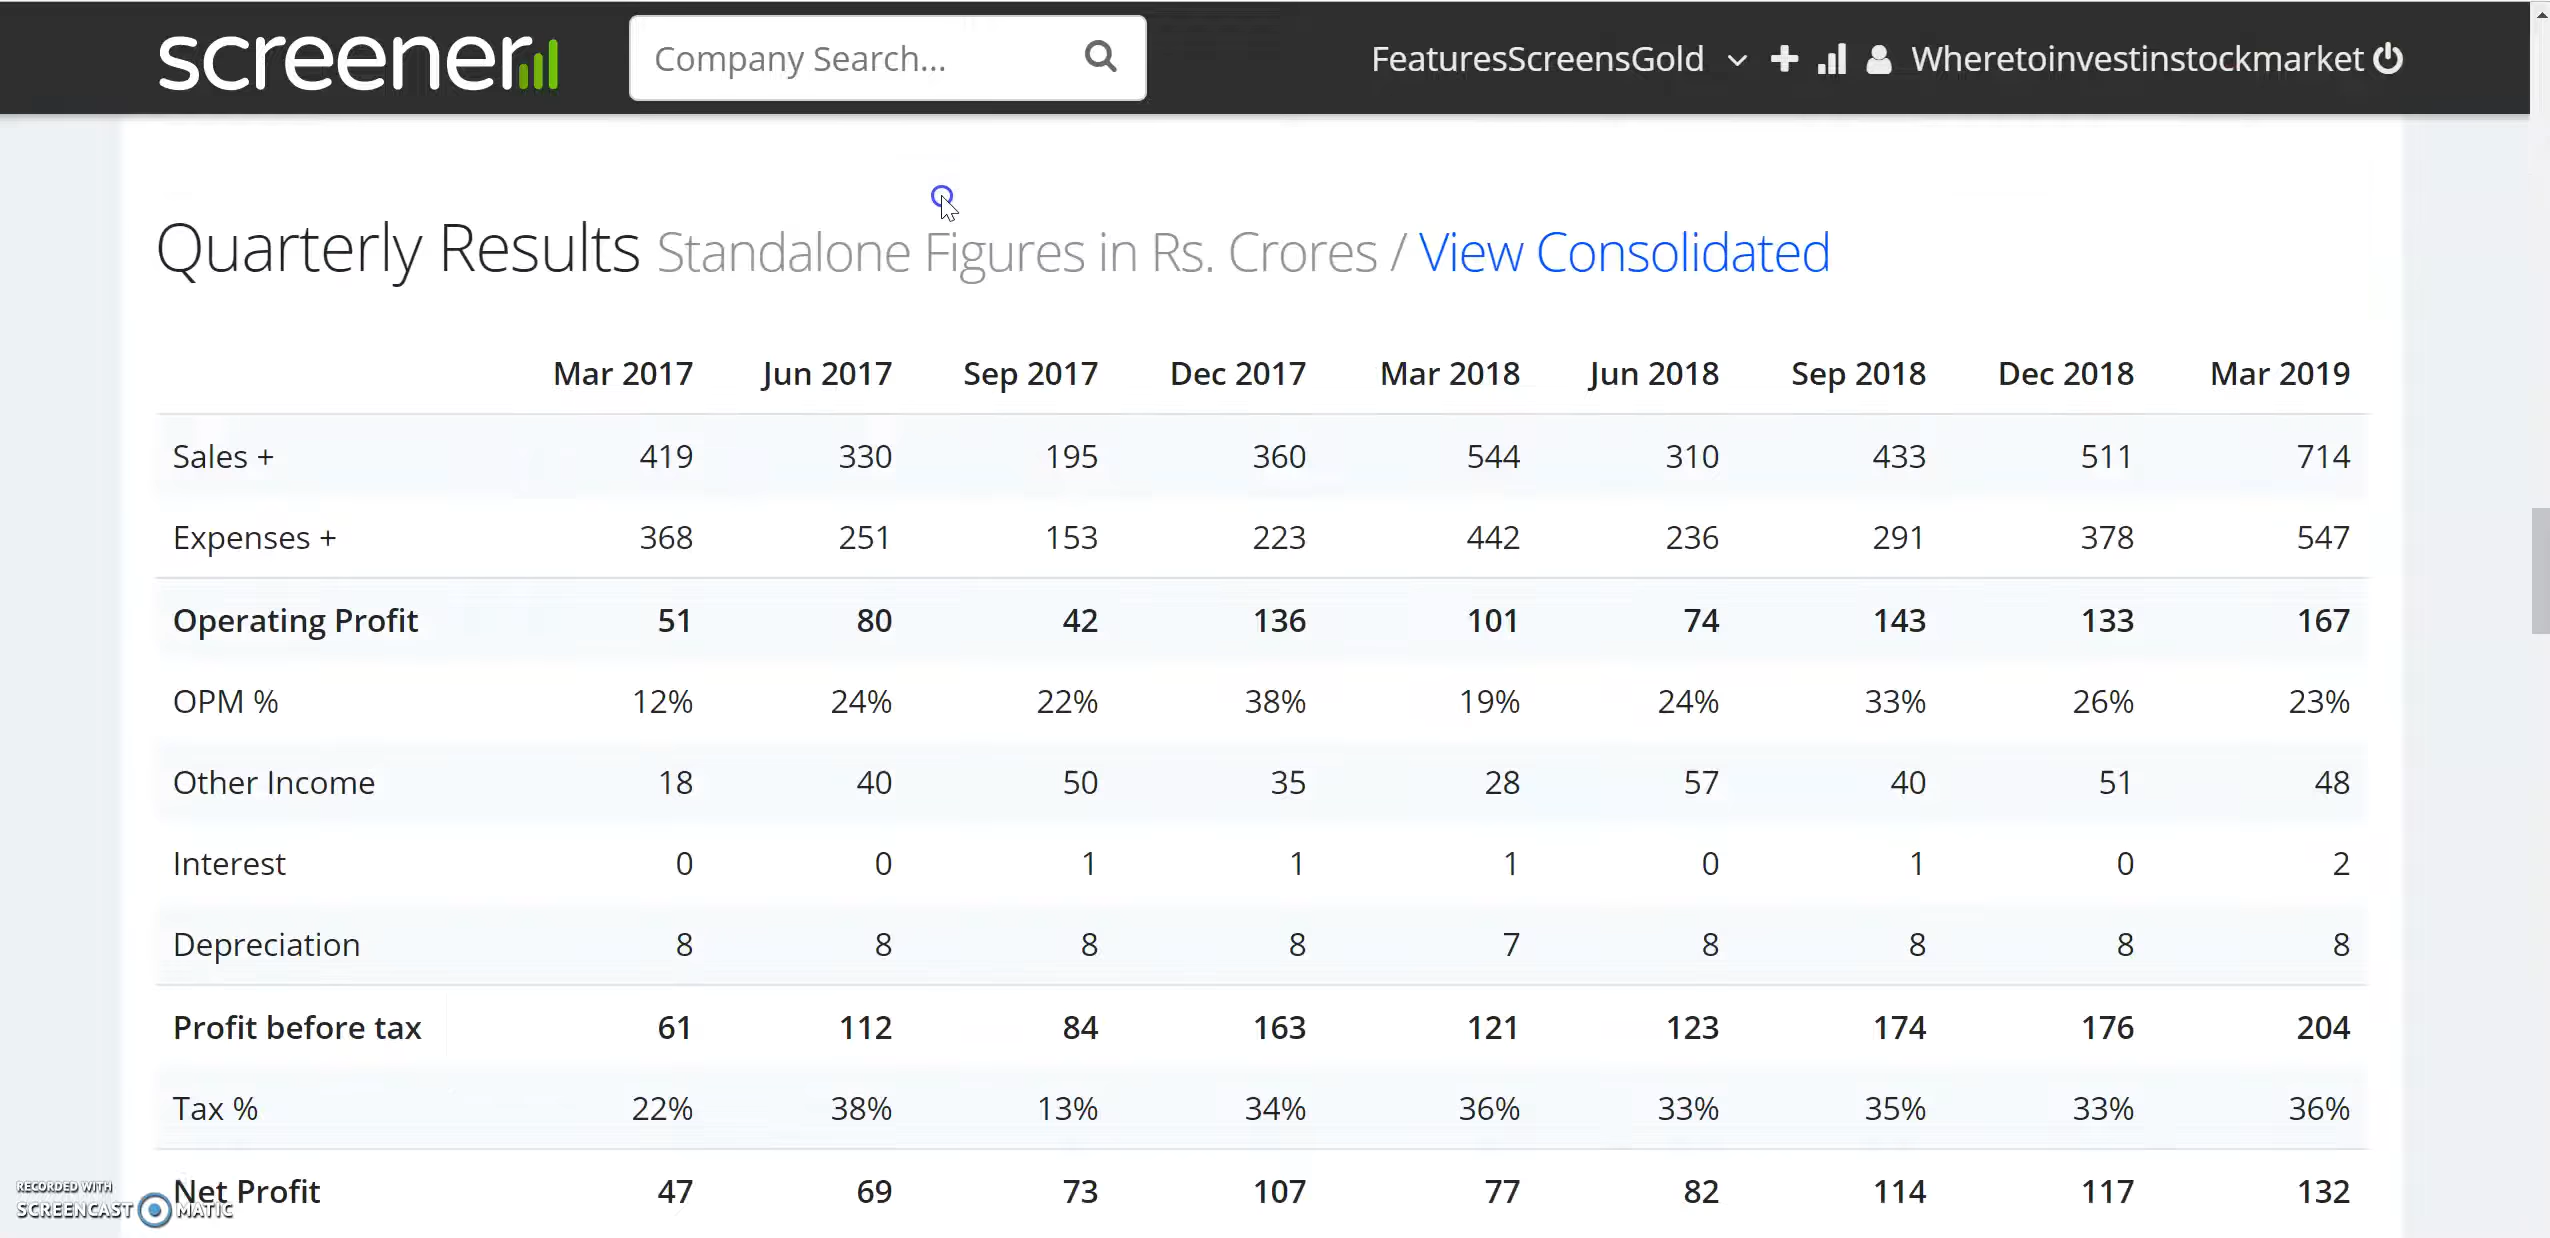 screener Company Search... FeaturesScreensGold Wheretoinvestinstockmarket
Quarterly Results Standalone Figures in Rs. Crores / View Consolidated
Mar 2017 Jun 2017 Sep 2017 Dec 2017 Mar 2018 Jun 2018 Sep 2018 Dec 2018 Mar 2019
Sales + 419 330 195 360 544 310 433 511 714
Expenses + 368 251 153 223 442 236 291 378 547
Operating Profit 51 80 42 136 101 74 143 133 167
OPM % 12% 24% 22% 38% 19% 24% 33% 26% 23%
Other Income 18 40 50 35 28 57 40 51 48
Interest 0 0 1 1 1 0 1 0 2
Depreciation 8 8 8 8 7 8 8 8 8
Profit before tax 61 112 84 163 121 123 174 176 204
Tax % 22% 38% 13% 34% 36% 33% 35% 33% 36%
Net Profit 47 69 73 107 77 82 114 117 132
RECORDED WITH
SCREENCAST MATIC